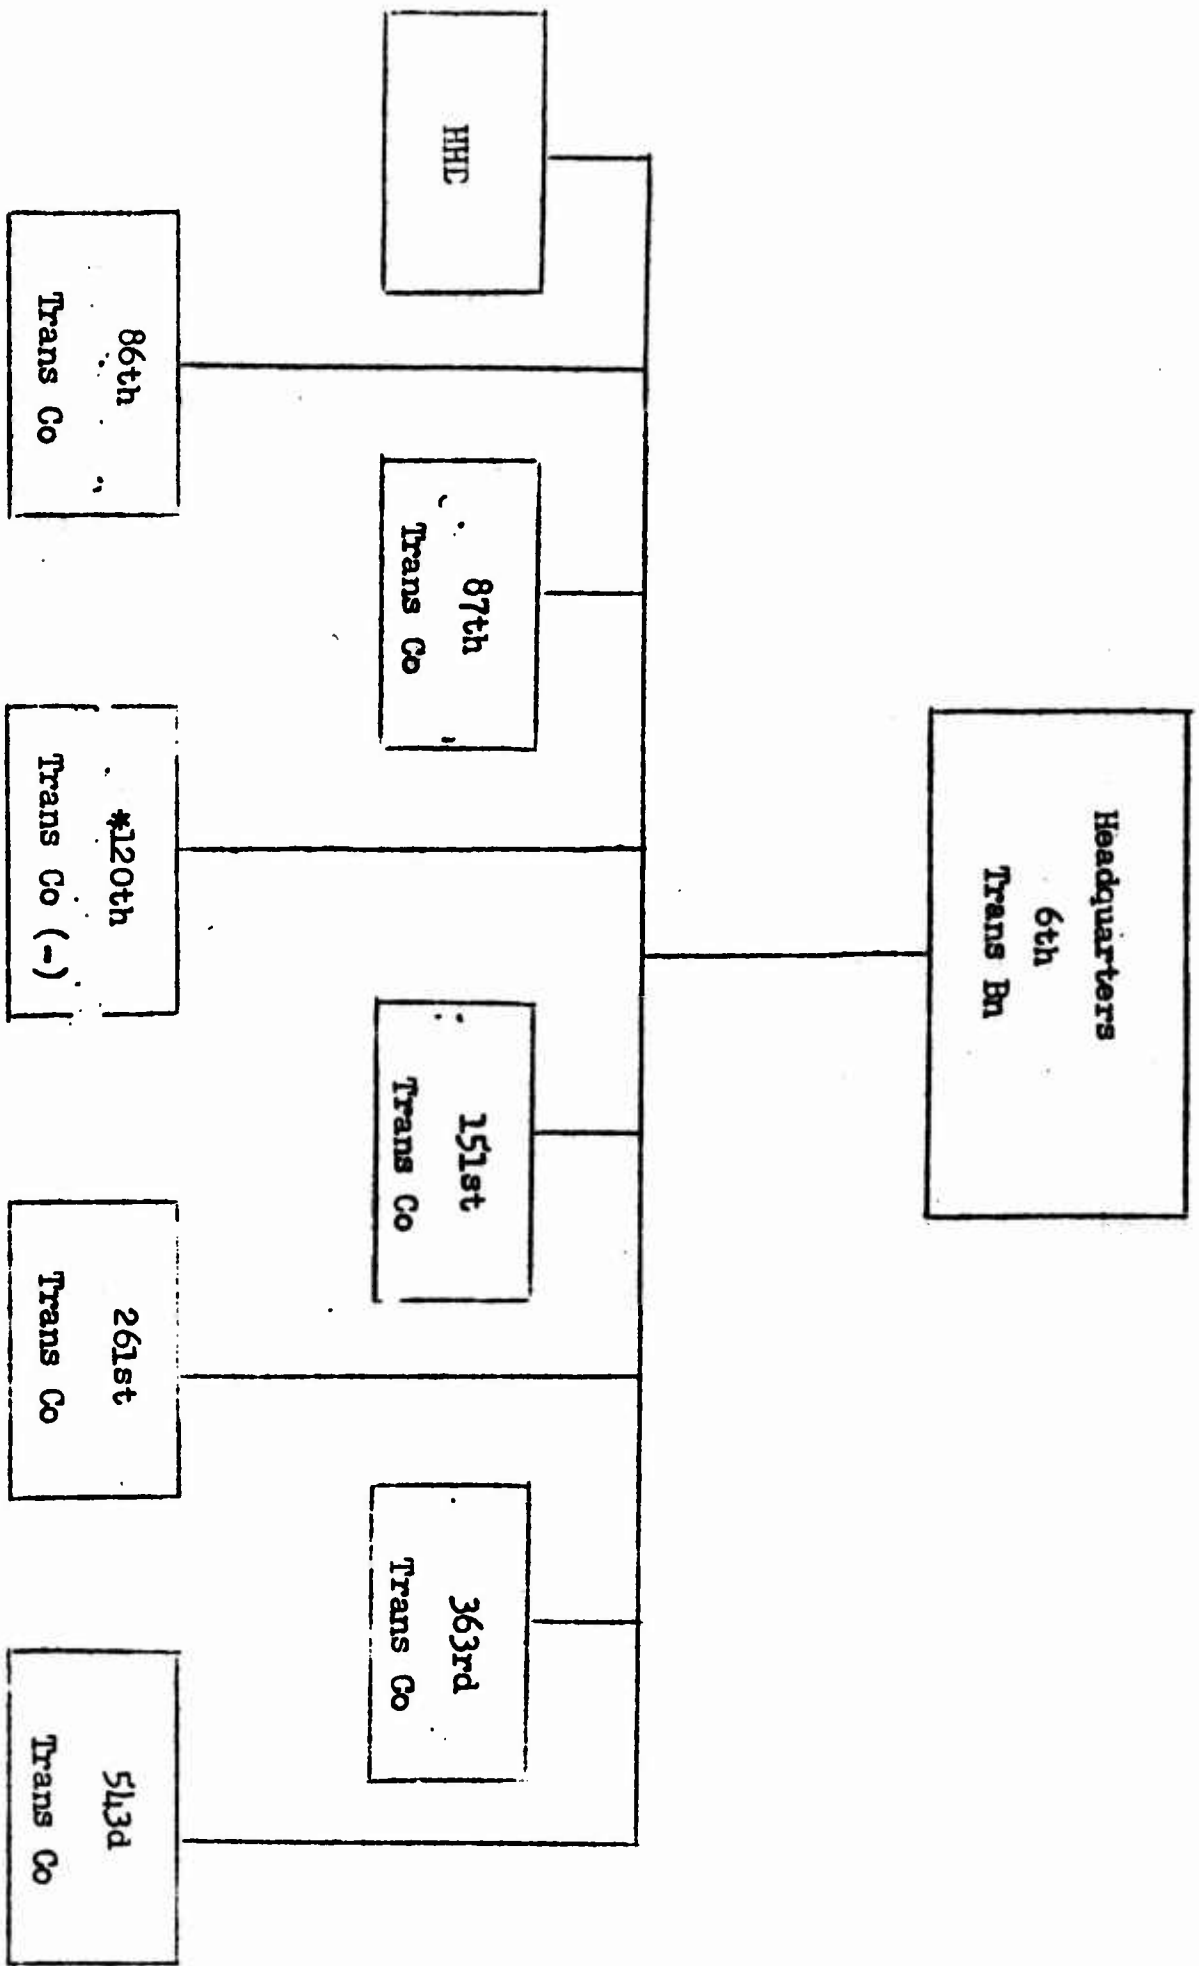 Headquarters
6th
Trans Bn
HHC
87th
Trans Co
151st
Trans Co
363rd
Trans Co
86th
Trans Co
*120th
Trans Co (-)
261st
Trans Co
543d
Trans Co